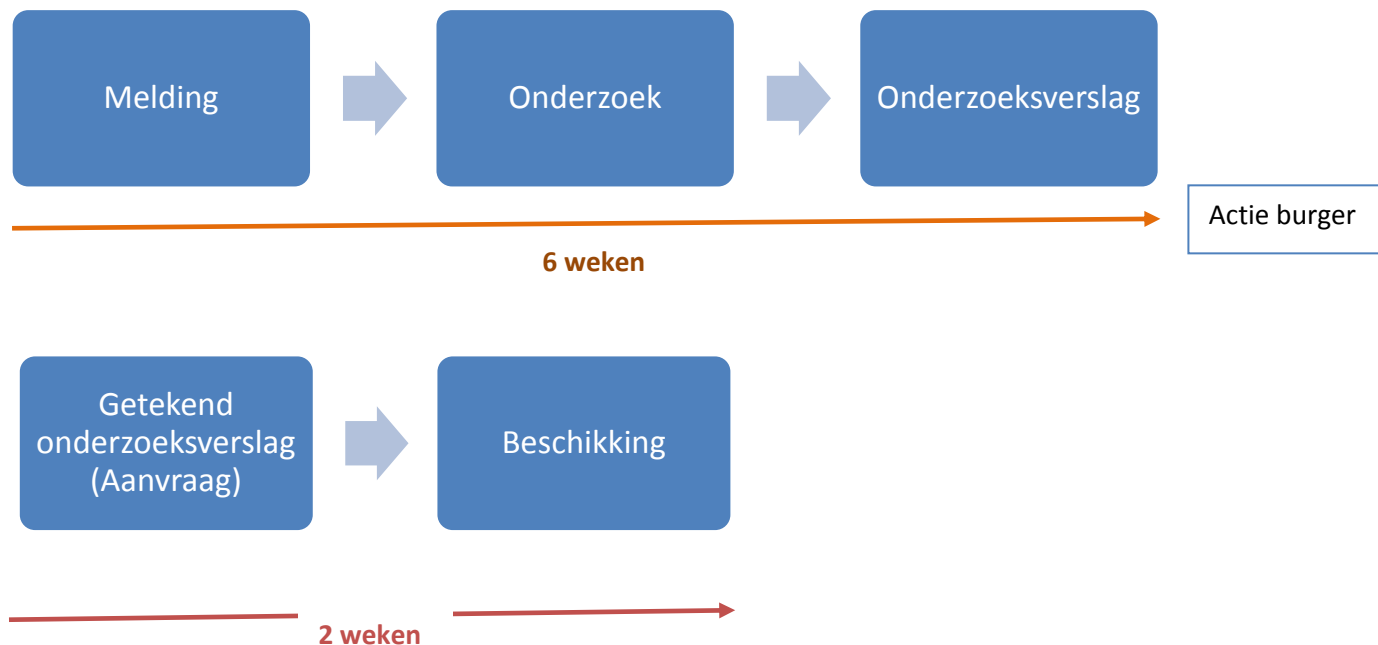 Melding
Onderzoek
Onderzoeksverslag
Actie burger
6 weken
Getekend
onderzoeksverslag
(Aanvraag)
Beschikking
2 weken